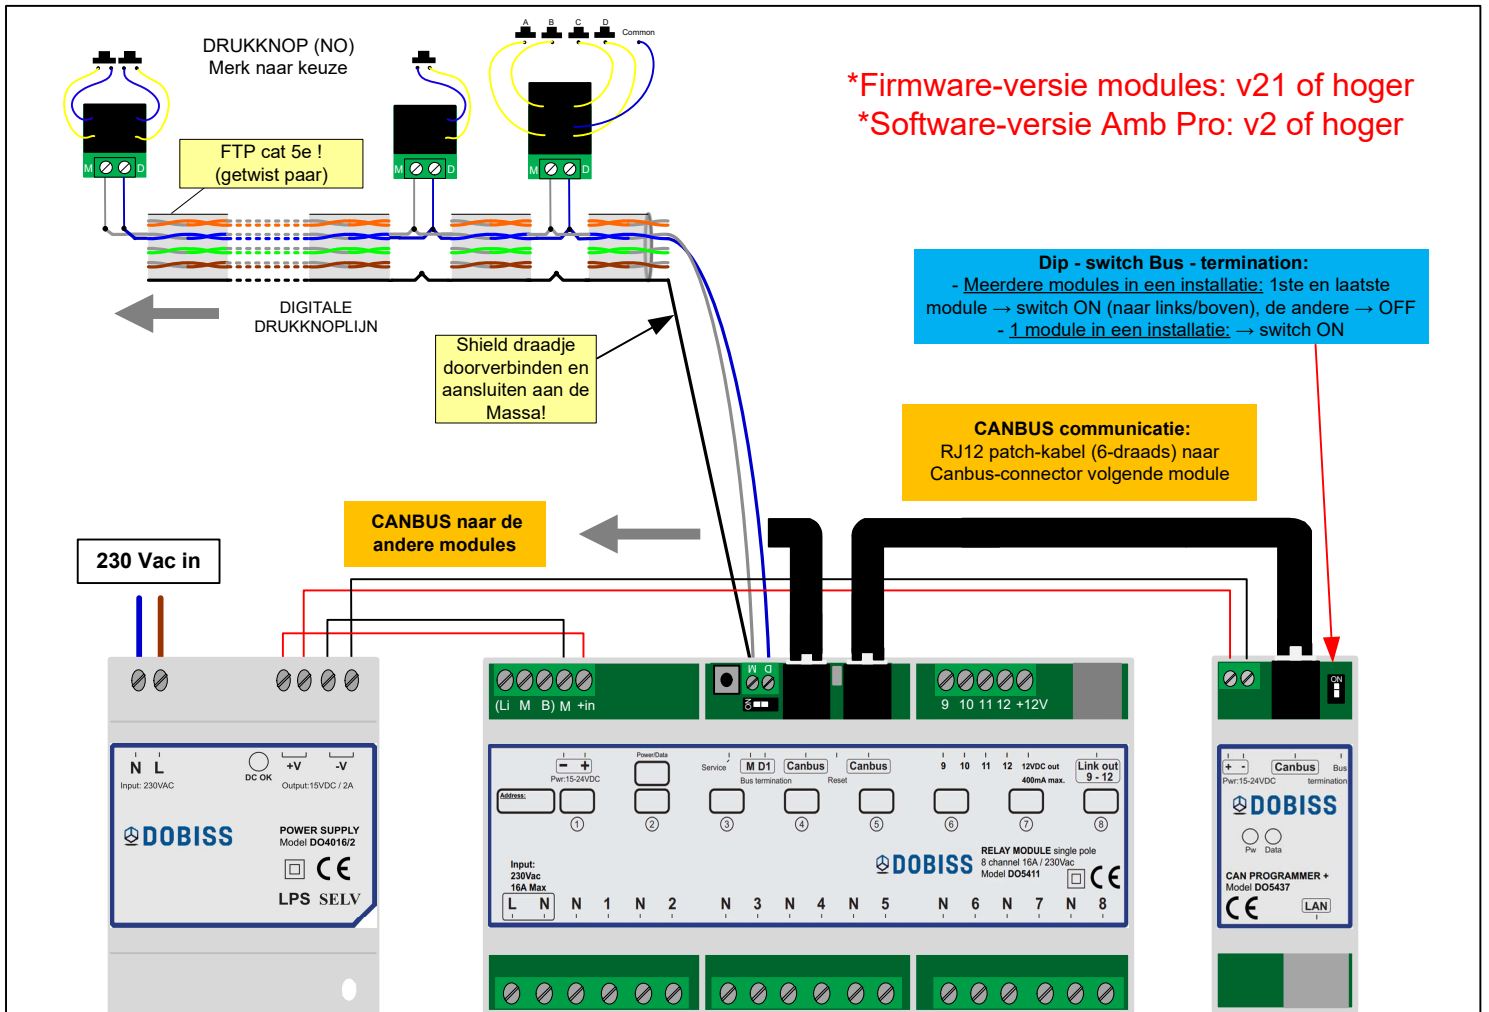 DRUKKNOP (NO)
Merk naar keuze
A B C D Common
*Firmware-versie modules: v21 of hoger
*Software-versie Amb Pro: v2 of hoger
FTP cat 5e !
(getwist paar)
M D
M D
M D
DIGITALE
DRUKKNOPLIJN
Shield draadje
doorverbinden en
aansluiten aan de
Massa!
Dip - switch Bus - termination:
- Meerdere modules in een installatie: 1ste en laatste
module → switch ON (naar links/boven), de andere → OFF
- 1 module in een installatie: → switch ON
CANBUS communicatie:
RJ12 patch-kabel (6-draads) naar
Canbus-connector volgende module
CANBUS naar de
andere modules
230 Vac in
N L
Input: 230VAC
DC OK
+V -V
Output:15VDC / 2A
DOBISS
POWER SUPPLY
Model DO4016/2
CE
LPS SELV
(Li M B) M +in
M D
ON
9 10 11 12 +12V
- +
Pwr:15-24VDC
Power/Data
Service
M D1
Bus termination
Canbus
Reset
Canbus
9 10 11 12 12VDC out
400mA max.
Link out
9 - 12
Address:
1 2 3 4 5 6 7 8
Input:
230Vac
16A Max
DOBISS
RELAY MODULE single pole
8 channel 16A / 230Vac
Model DO5411
CE
L N N 1 N 2 N 3 N 4 N 5 N 6 N 7 N 8
ON
+ -
Pwr:15-24VDC
Canbus
Bus
termination
DOBISS
Pw Data
CAN PROGRAMMER +
Model DO5437
CE
LAN